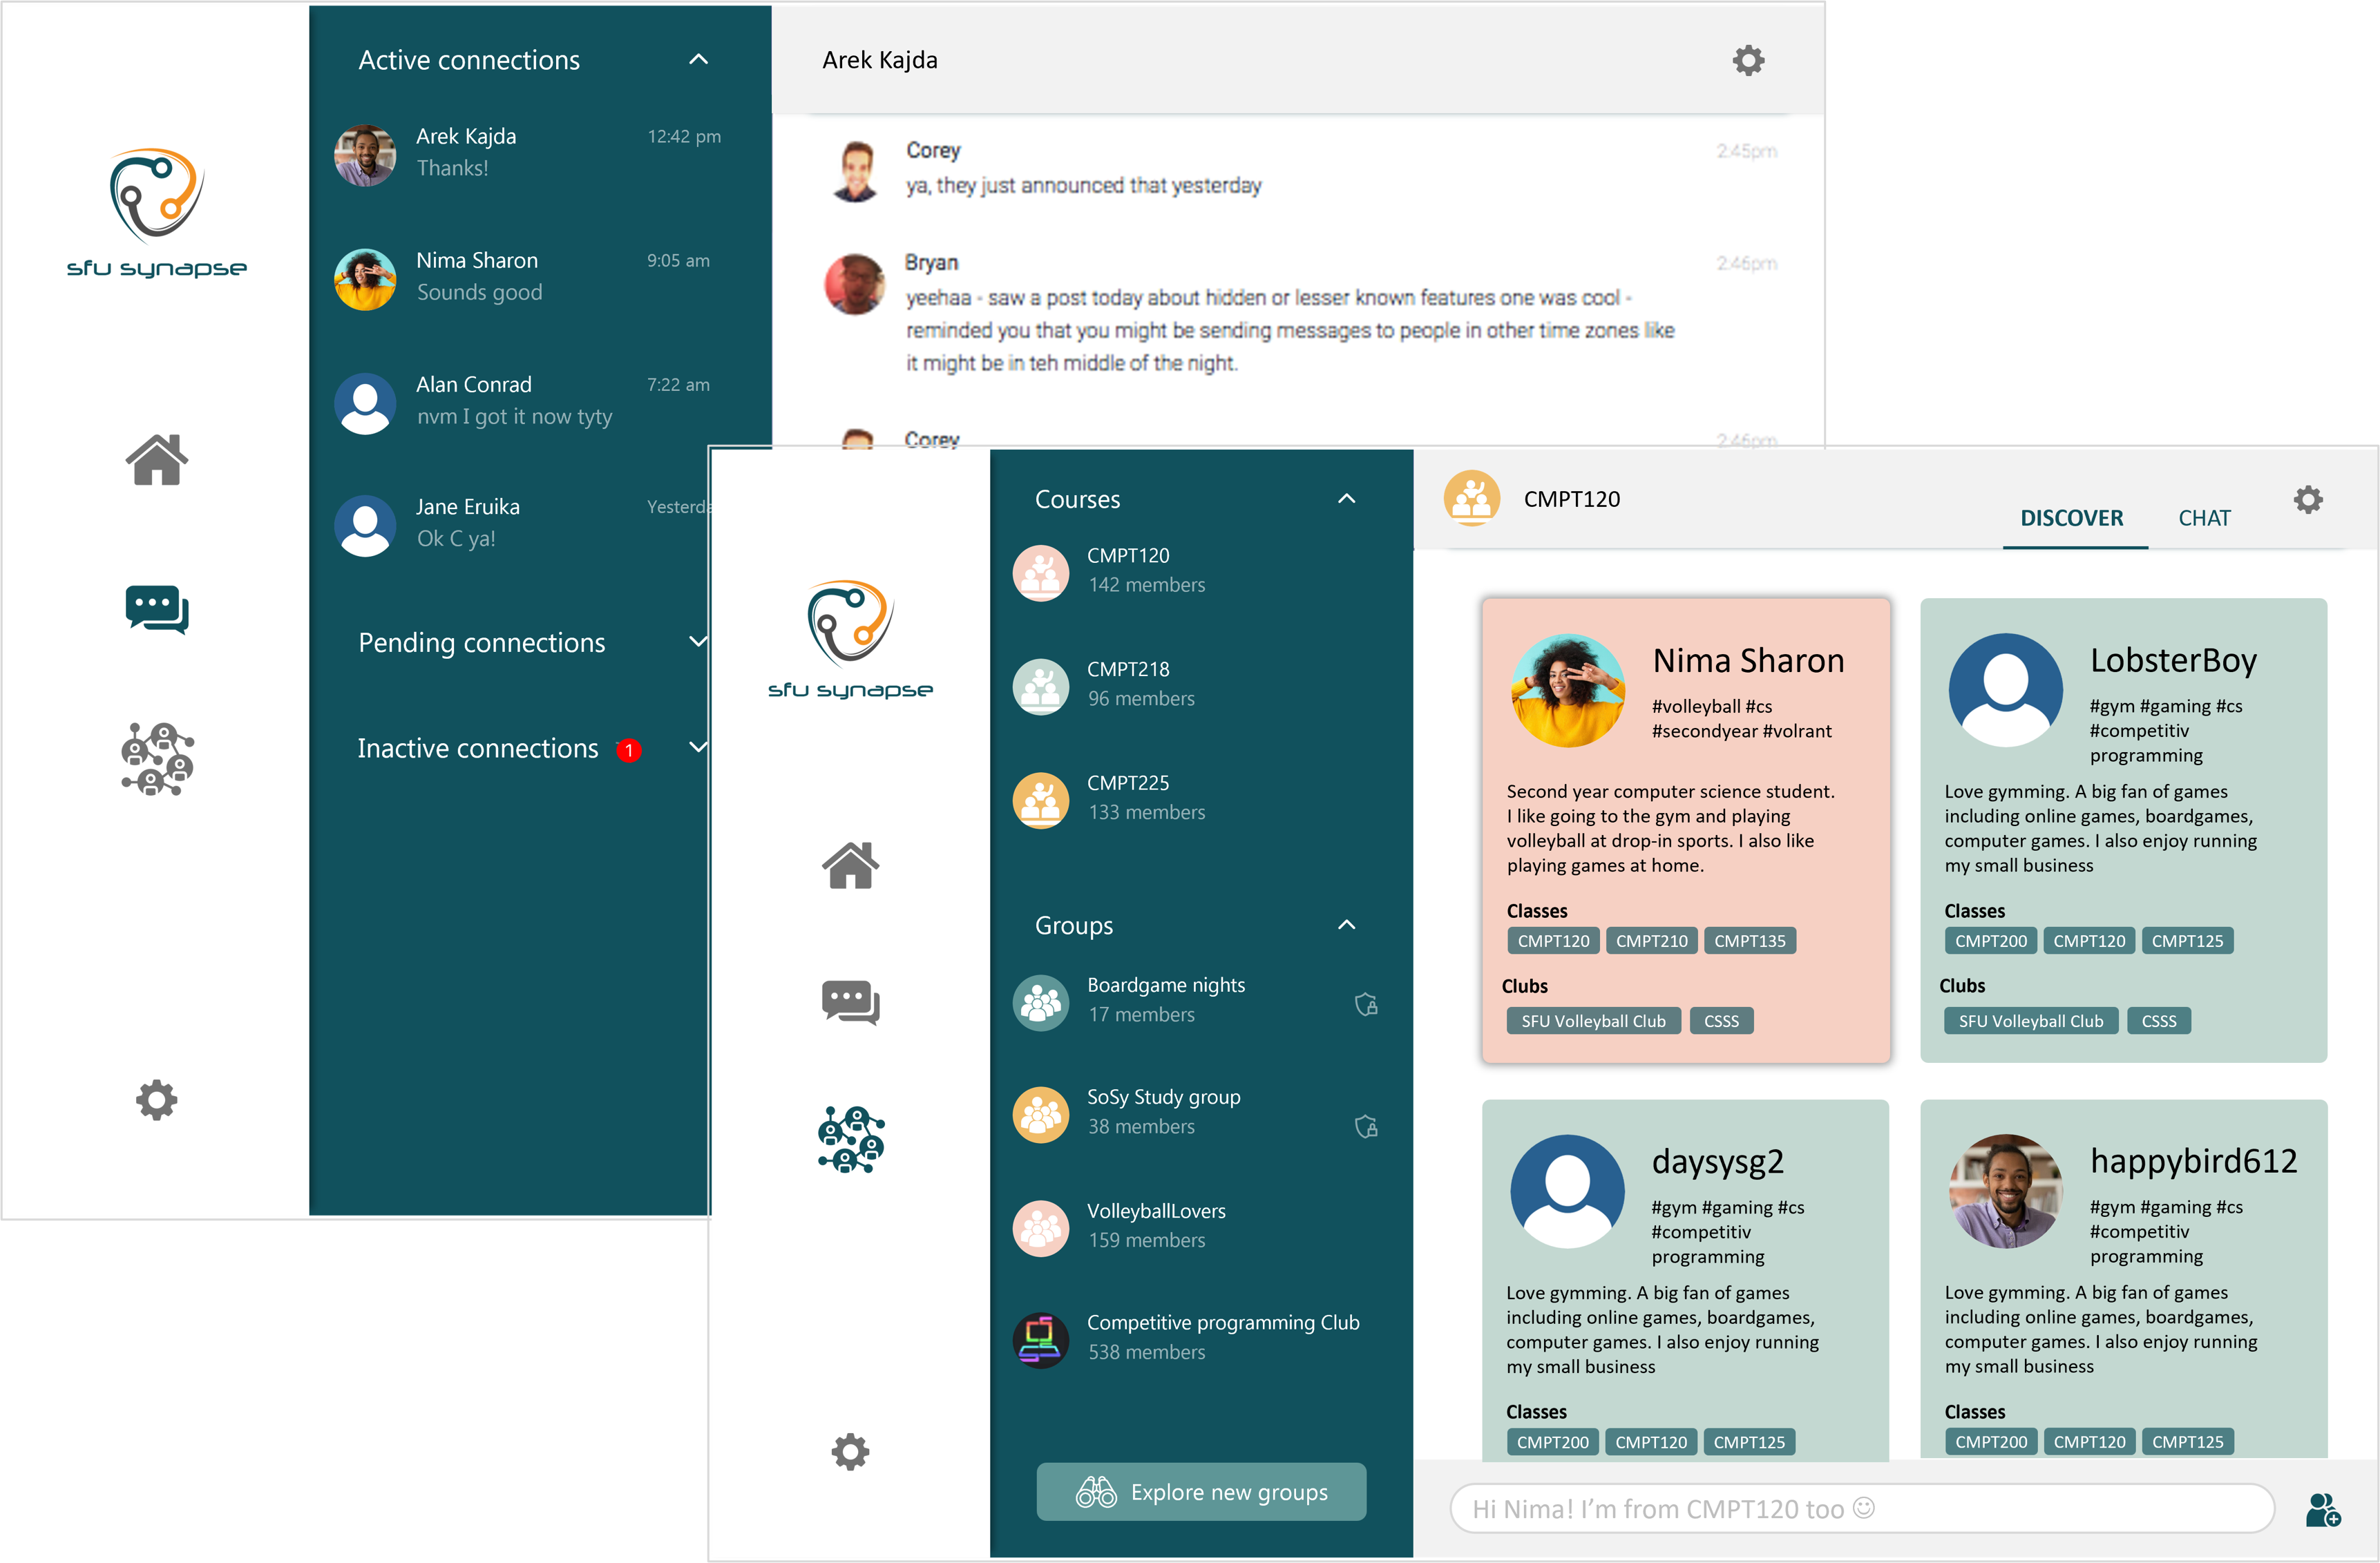 sfu synapse
Active connections
Arek Kajda
12:42 pm
Thanks!
Nima Sharon
9:05 am
Sounds good
Alan Conrad
7:22 am
nvm I got it now tyty
Jane Eruika
Yesterda
Ok C ya!
Pending connections
Inactive connections 1
Arek Kajda
Corey
2:45pm
ya, they just announced that yesterday
Bryan
2:46pm
yeehaa - saw a post today about hidden or lesser known features one was cool -
reminded you that you might be sending messages to people in other time zones like
it might be in teh middle of the night.
Corey
2:46pm
sfu synapse
Courses
CMPT120
142 members
CMPT218
96 members
CMPT225
133 members
Groups
Boardgame nights
17 members
SoSy Study group
38 members
VolleyballLovers
159 members
Competitive programming Club
538 members
Explore new groups
CMPT120
DISCOVER
CHAT
Nima Sharon
#volleyball #cs
#secondyear #volrant
Second year computer science student.
I like going to the gym and playing
volleyball at drop-in sports. I also like
playing games at home.
Classes
CMPT120 CMPT210 CMPT135
Clubs
SFU Volleyball Club CSSS
LobsterBoy
#gym #gaming #cs
#competitiv
programming
Love gymming. A big fan of games
including online games, boardgames,
computer games. I also enjoy running
my small business
Classes
CMPT200 CMPT120 CMPT125
Clubs
SFU Volleyball Club CSSS
daysysg2
#gym #gaming #cs
#competitiv
programming
Love gymming. A big fan of games
including online games, boardgames,
computer games. I also enjoy running
my small business
Classes
CMPT200 CMPT120 CMPT125
happybird612
#gym #gaming #cs
#competitiv
programming
Love gymming. A big fan of games
including online games, boardgames,
computer games. I also enjoy running
my small business
Classes
CMPT200 CMPT120 CMPT125
Hi Nima! I'm from CMPT120 too ☺